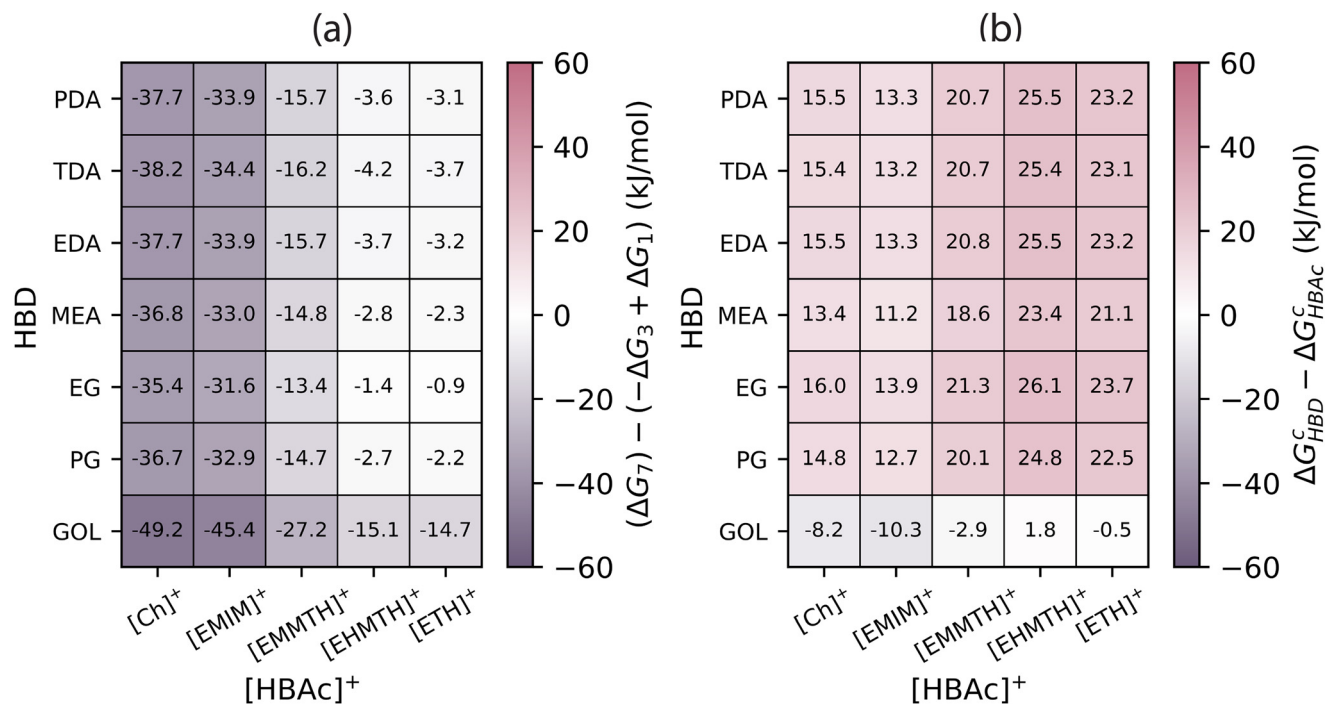 (a)
HBD
PDA -37.7 -33.9 -15.7 -3.6 -3.1
TDA -38.2 -34.4 -16.2 -4.2 -3.7
EDA -37.7 -33.9 -15.7 -3.7 -3.2
MEA -36.8 -33.0 -14.8 -2.8 -2.3
EG -35.4 -31.6 -13.4 -1.4 -0.9
PG -36.7 -32.9 -14.7 -2.7 -2.2
GOL -49.2 -45.4 -27.2 -15.1 -14.7
[Ch]⁺ [EMIM]⁺ [EMMTH]⁺ [EHMTH]⁺ [ETH]⁺
[HBAc]⁺
60
40
20
0
−20
−40
−60
(ΔG₇) − (−ΔG₃ + ΔG₁) (kJ/mol)
(b)
HBD
PDA 15.5 13.3 20.7 25.5 23.2
TDA 15.4 13.2 20.7 25.4 23.1
EDA 15.5 13.3 20.8 25.5 23.2
MEA 13.4 11.2 18.6 23.4 21.1
EG 16.0 13.9 21.3 26.1 23.7
PG 14.8 12.7 20.1 24.8 22.5
GOL -8.2 -10.3 -2.9 1.8 -0.5
[Ch]⁺ [EMIM]⁺ [EMMTH]⁺ [EHMTH]⁺ [ETH]⁺
[HBAc]⁺
60
40
20
0
−20
−40
−60
ΔG^c_HBD − ΔG^c_HBAc (kJ/mol)